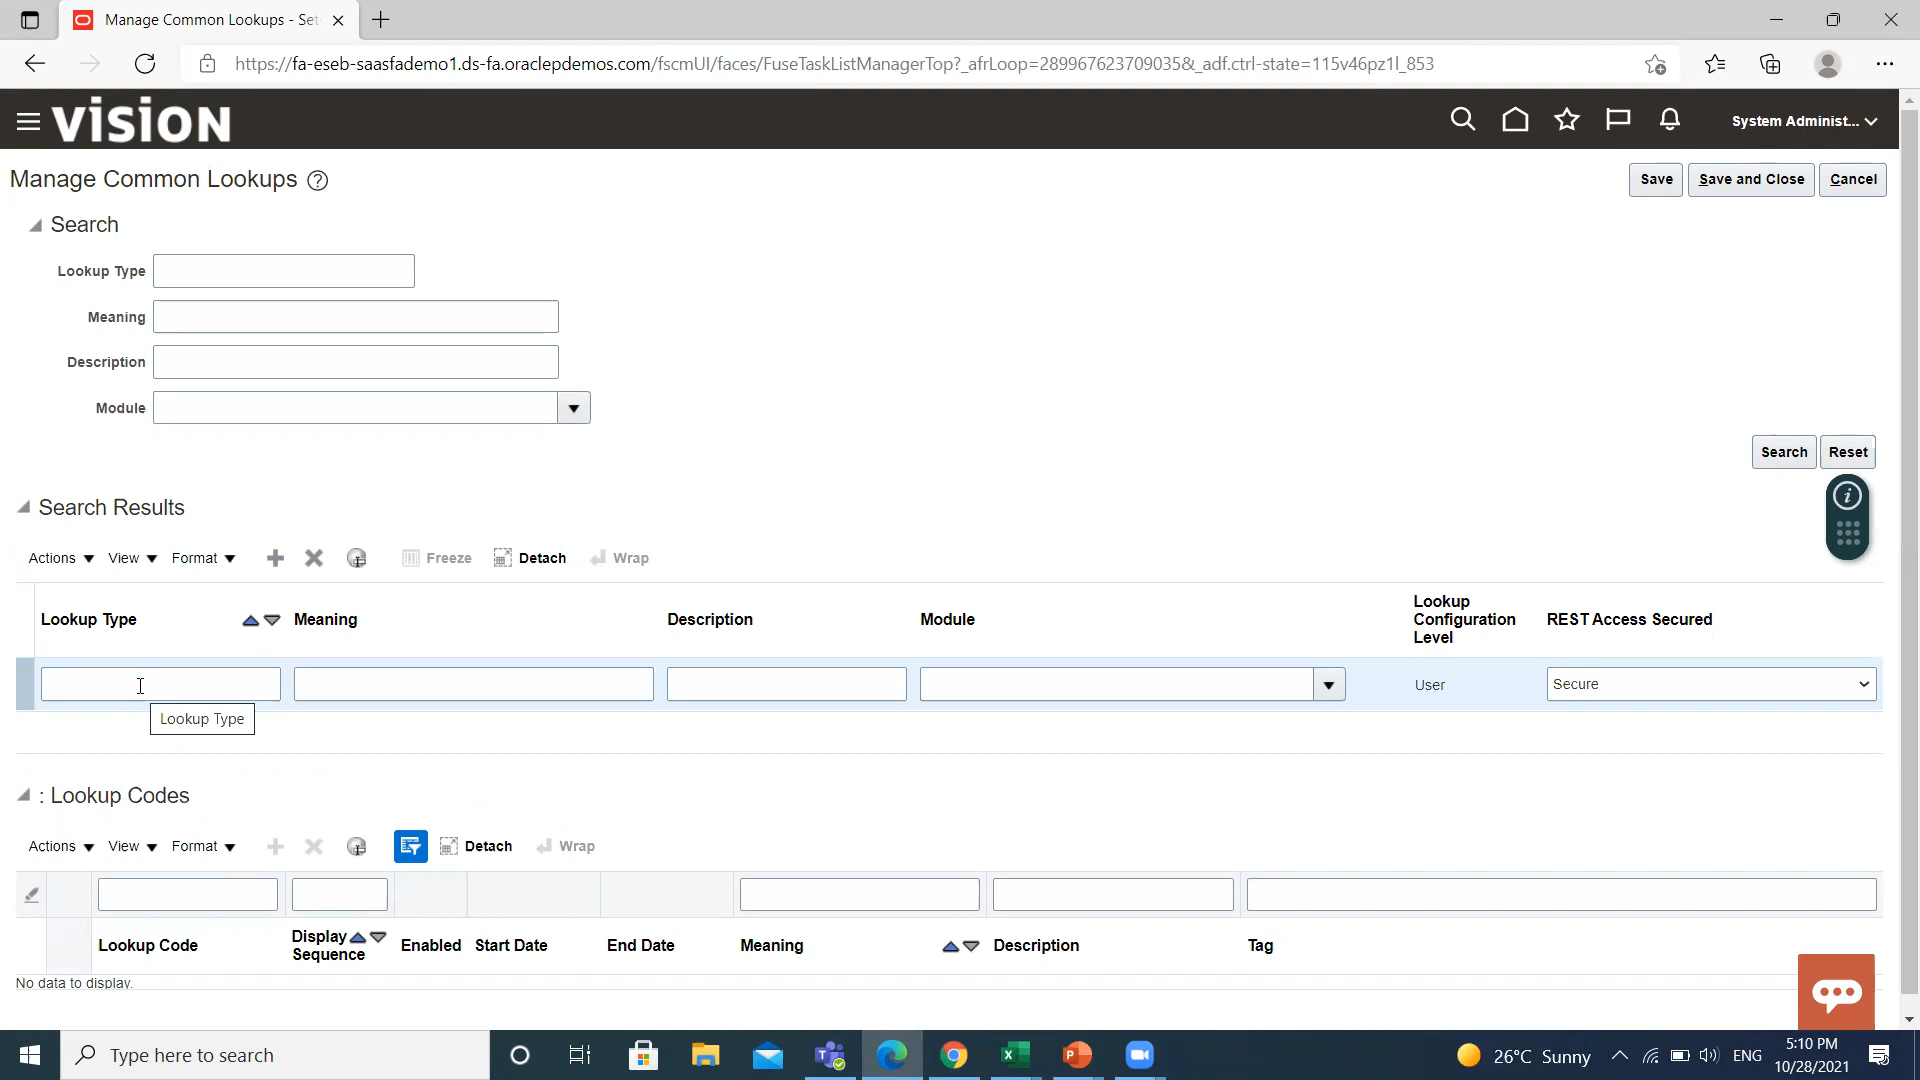 Manage Common Lookups - Set
https://fa-eseb-saasfademo1.ds-fa.oraclepdemos.com/fscmUI/faces/FuseTaskListManagerTop?_afrLoop=289967623709035&_adf.ctrl-state=115v46pz1l_853
VISION
System Administ...
Manage Common Lookups
Save
Save and Close
Cancel
Search
Lookup Type
Meaning
Description
Module
Search
Reset
Search Results
Actions
View
Format
Freeze
Detach
Wrap
Lookup Type
Meaning
Description
Module
Lookup
Configuration
Level
REST Access Secured
User
Secure
Lookup Type
: Lookup Codes
Actions
View
Format
Detach
Wrap
Lookup Code
Display
Sequence
Enabled
Start Date
End Date
Meaning
Description
Tag
No data to display.
Type here to search
26°C Sunny
ENG
5:10 PM
10/28/2021